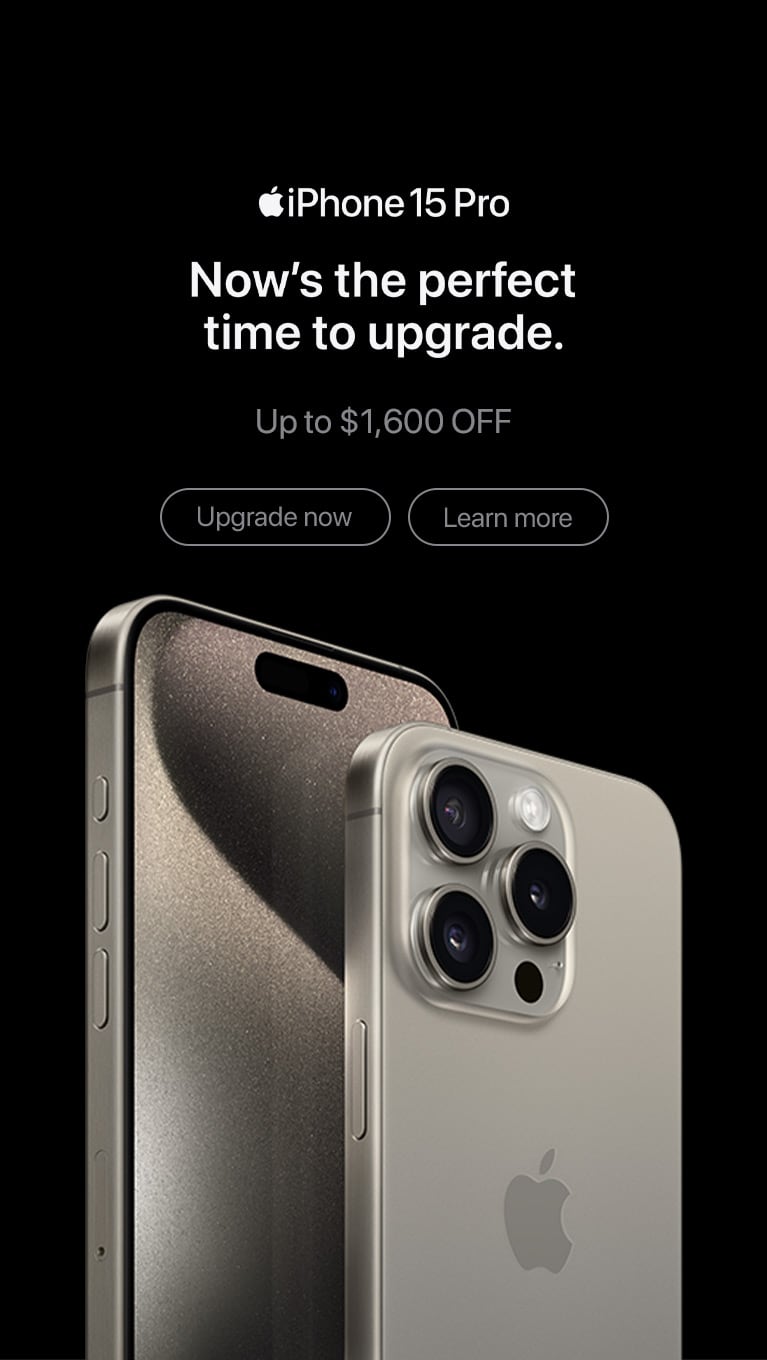 iPhone 15 Pro
Now’s the perfect
time to upgrade.
Up to $1,600 OFF
Upgrade now
Learn more